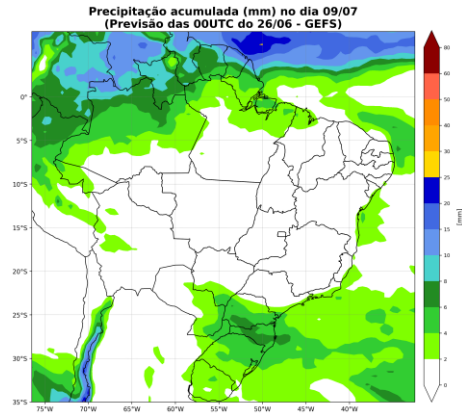 Precipitação acumulada (mm) no dia 09/07
(Previsão das 00UTC do 26/06 - GEFS)
0°
5°S
10°S
15°S
20°S
25°S
30°S
35°S
75°W
70°W
65°W
60°W
55°W
50°W
45°W
40°W
80
60
50
40
30
25
20
15
10
8
6
4
2
0
[mm]